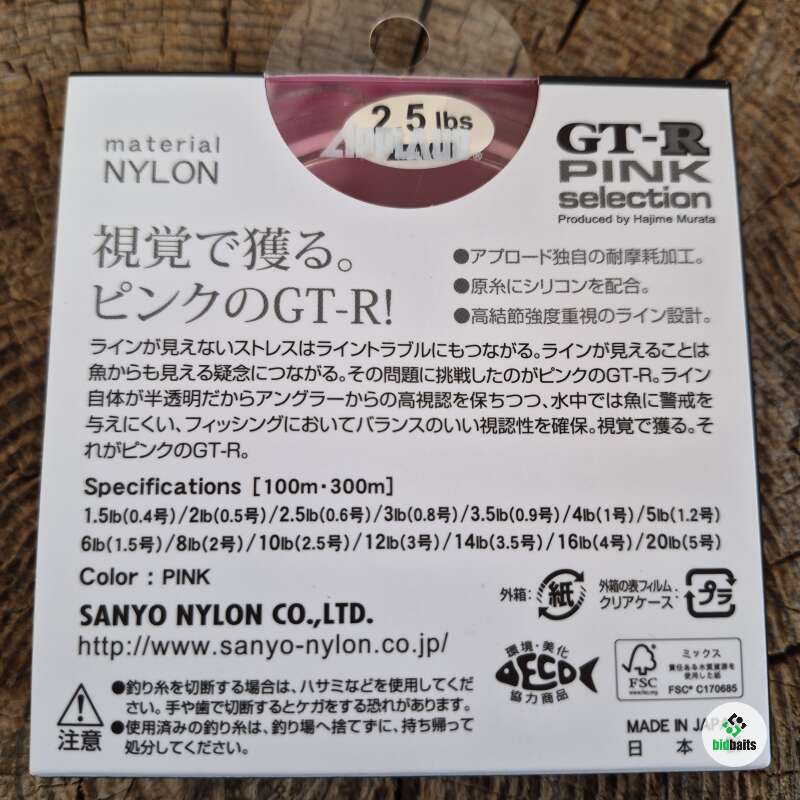 2.5 lbs
APPLAUD®
material
NYLON
GT-R
PINK
selection
Produced by Hajime Murata
視覚で獲る。
ピンクのGT-R!
●アプロード独自の耐摩耗加工。
●原糸にシリコンを配合。
●高結節強度重視のライン設計。
ラインが見えないストレスはライントラブルにもつながる。ラインが見えることは
魚からも見える疑念につながる。その問題に挑戦したのがピンクのGT-R。ライン
自体が半透明だからアングラーからの高視認を保ちつつ、水中では魚に警戒を
与えにくい、フィッシングにおいてバランスのいい視認性を確保。視覚で獲る。そ
れがピンクのGT-R。
Specifications [100m・300m]
1.5lb(0.4号)/2lb(0.5号)/2.5lb(0.6号)/3lb(0.8号)/3.5lb(0.9号)/4lb(1号)/5lb(1.2号)
6lb(1.5号)/8lb(2号)/10lb(2.5号)/12lb(3号)/14lb(3.5号)/16lb(4号)/20lb(5号)
Color : PINK
SANYO NYLON CO.,LTD.
http://www.sanyo-nylon.co.jp/
外箱: 紙
外箱の表フィルム
クリアケース: プラ
環境・美化
ECO
協力商品
FSC
www.fsc.org
ミックス
責任ある木質資源を
使用した紙
FSC® C170685
注意
●釣り糸を切断する場合は、ハサミなどを使用してくだ
さい。手や歯で切断するとケガをする恐れがあります。
●使用済みの釣り糸は、釣り場へ捨てずに、持ち帰って
処分してください。
MADE IN JAPA
日本
bidbaits